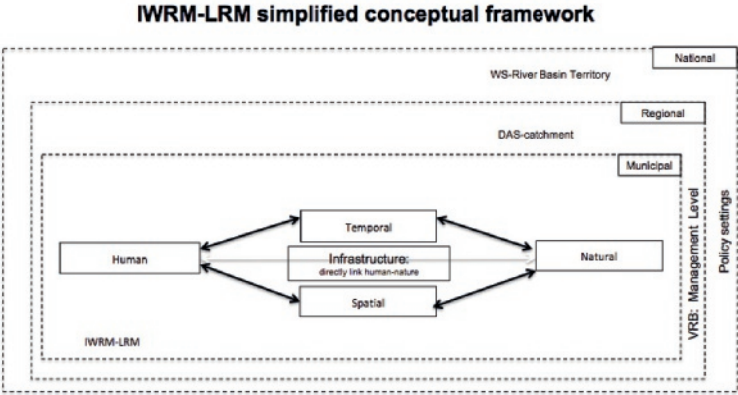 IWRM-LRM simplified conceptual framework
National
WS-River Basin Territory
Regional
DAS-catchment
Municipal
Temporal
Human
Infrastructure:
directly link human-nature
Natural
Spatial
IWRM-LRM
VRB: Management Level
Policy settings